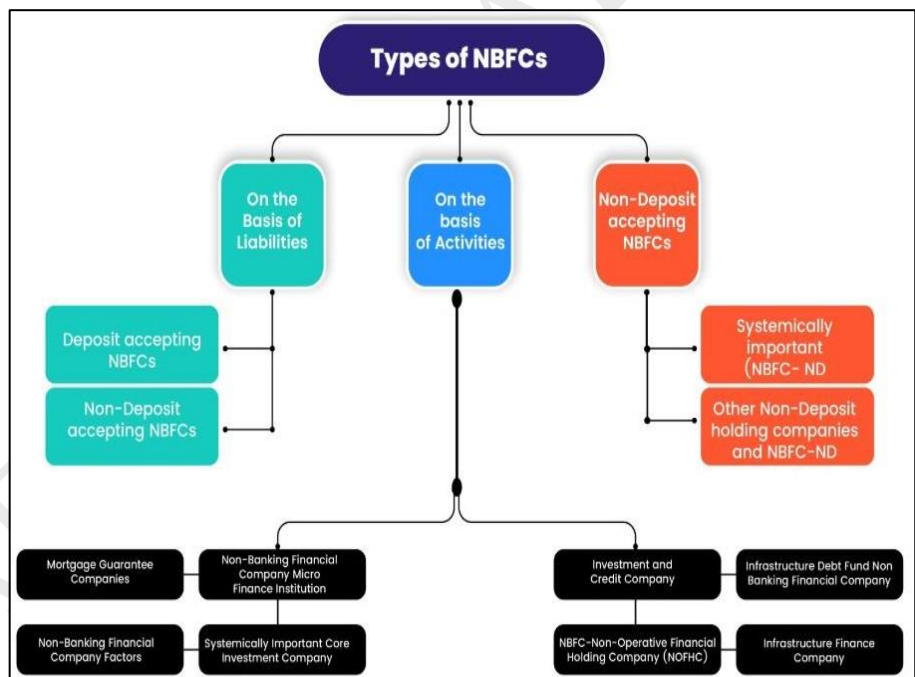 Types of NBFCs
On the
Basis of
Liabilities
On the
basis
of Activities
Non-Deposit
accepting
NBFCs
Deposit accepting
NBFCs
Non-Deposit
accepting NBFCs
Systemically
important
(NBFC- ND
Other Non-Deposit
holding companies
and NBFC-ND
Mortgage Guarantee
Companies
Non-Banking Financial
Company Micro
Finance Institution
Investment and
Credit Company
Infrastructure Debt Fund Non
Banking Financial Company
Non-Banking Financial
Company Factors
Systemically Important Core
Investment Company
NBFC-Non-Operative Financial
Holding Company (NOFHC)
Infrastructure Finance
Company